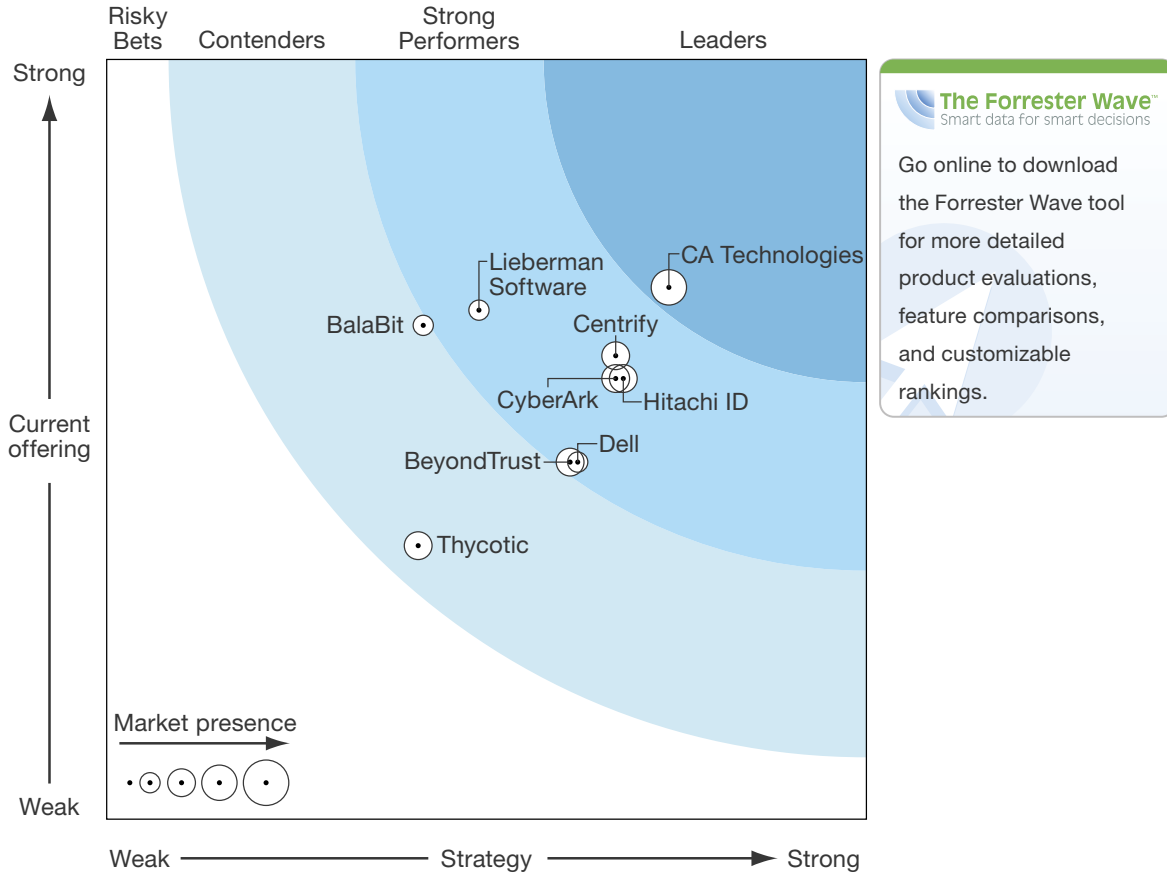 Risky
Bets
Contenders
Strong
Performers
Leaders
Strong
Current
offering
Weak
Lieberman
Software
CA Technologies
BalaBit
Centrify
CyberArk
Hitachi ID
Dell
BeyondTrust
Thycotic
Market presence
Weak
Strategy
Strong
The Forrester Wave™
Smart data for smart decisions
Go online to download
the Forrester Wave tool
for more detailed
product evaluations,
feature comparisons,
and customizable
rankings.